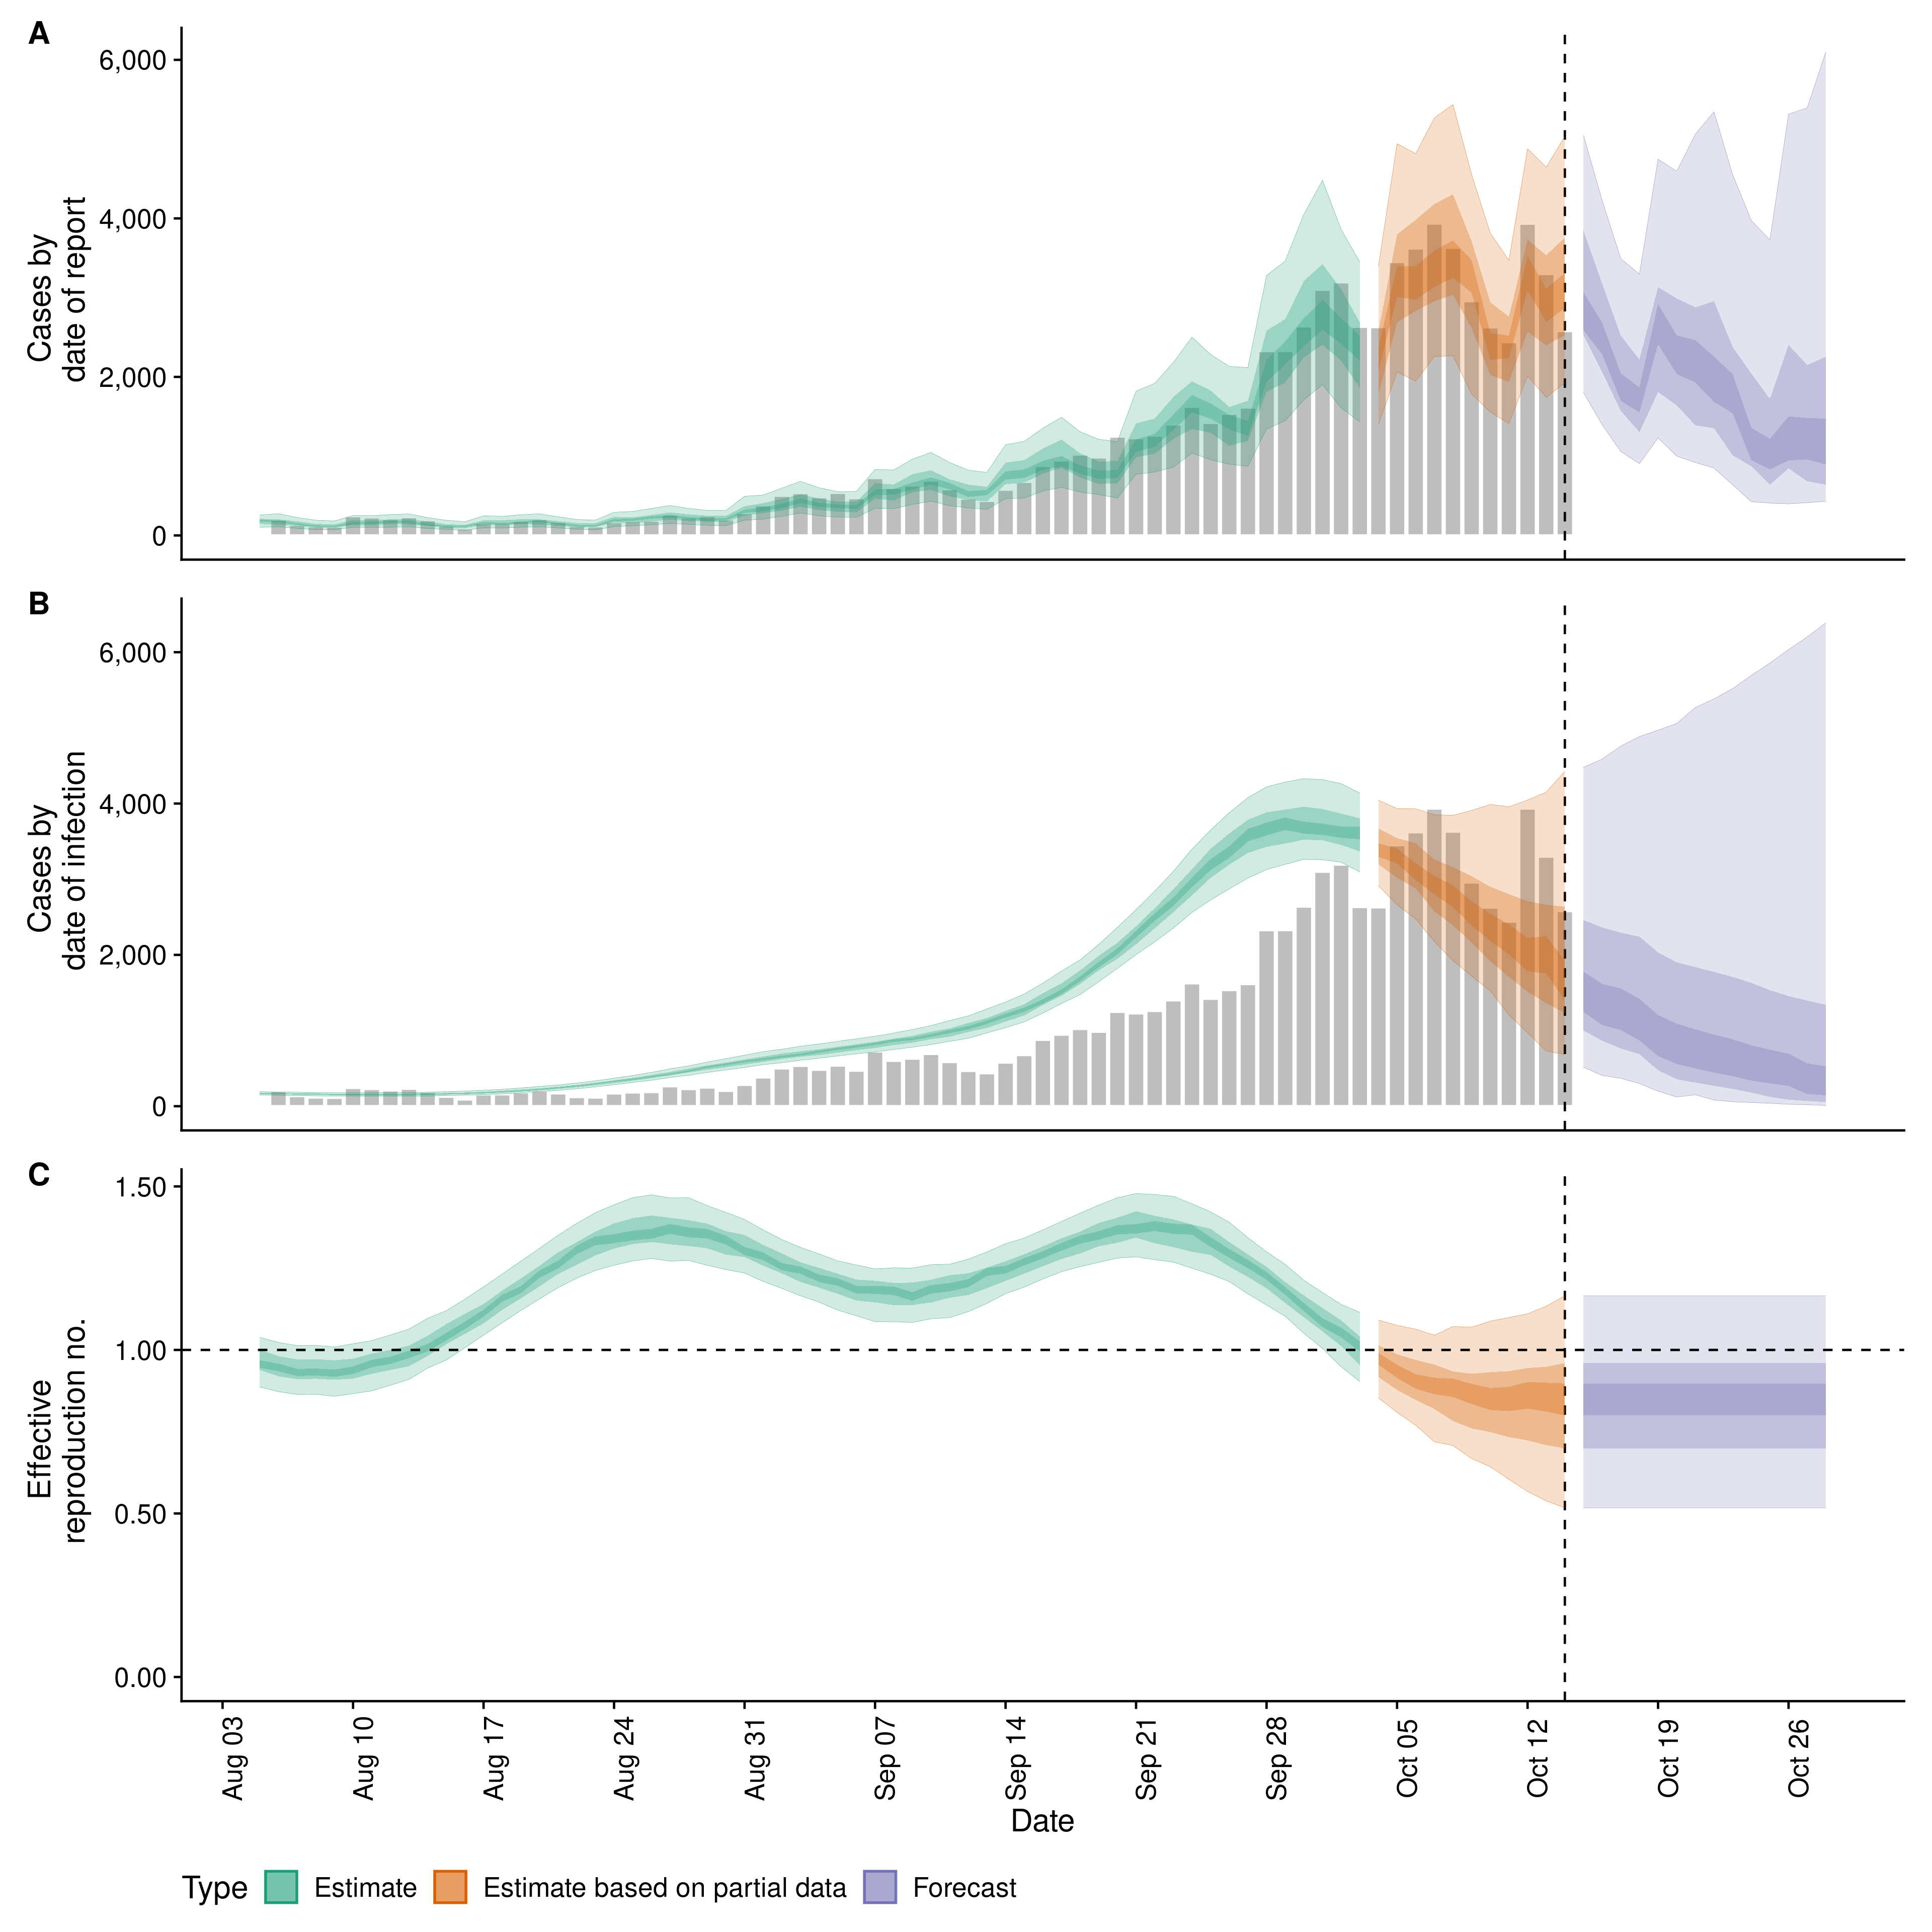 A
6,000
4,000
2,000
0
Cases by
date of report
B
6,000
4,000
2,000
0
Cases by
date of infection
C
1.50
1.00
0.50
0.00
Effective
reproduction no.
Aug 03
Aug 10
Aug 17
Aug 24
Aug 31
Sep 07
Sep 14
Sep 21
Sep 28
Oct 05
Oct 12
Oct 19
Oct 26
Date
Type Estimate Estimate based on partial data Forecast